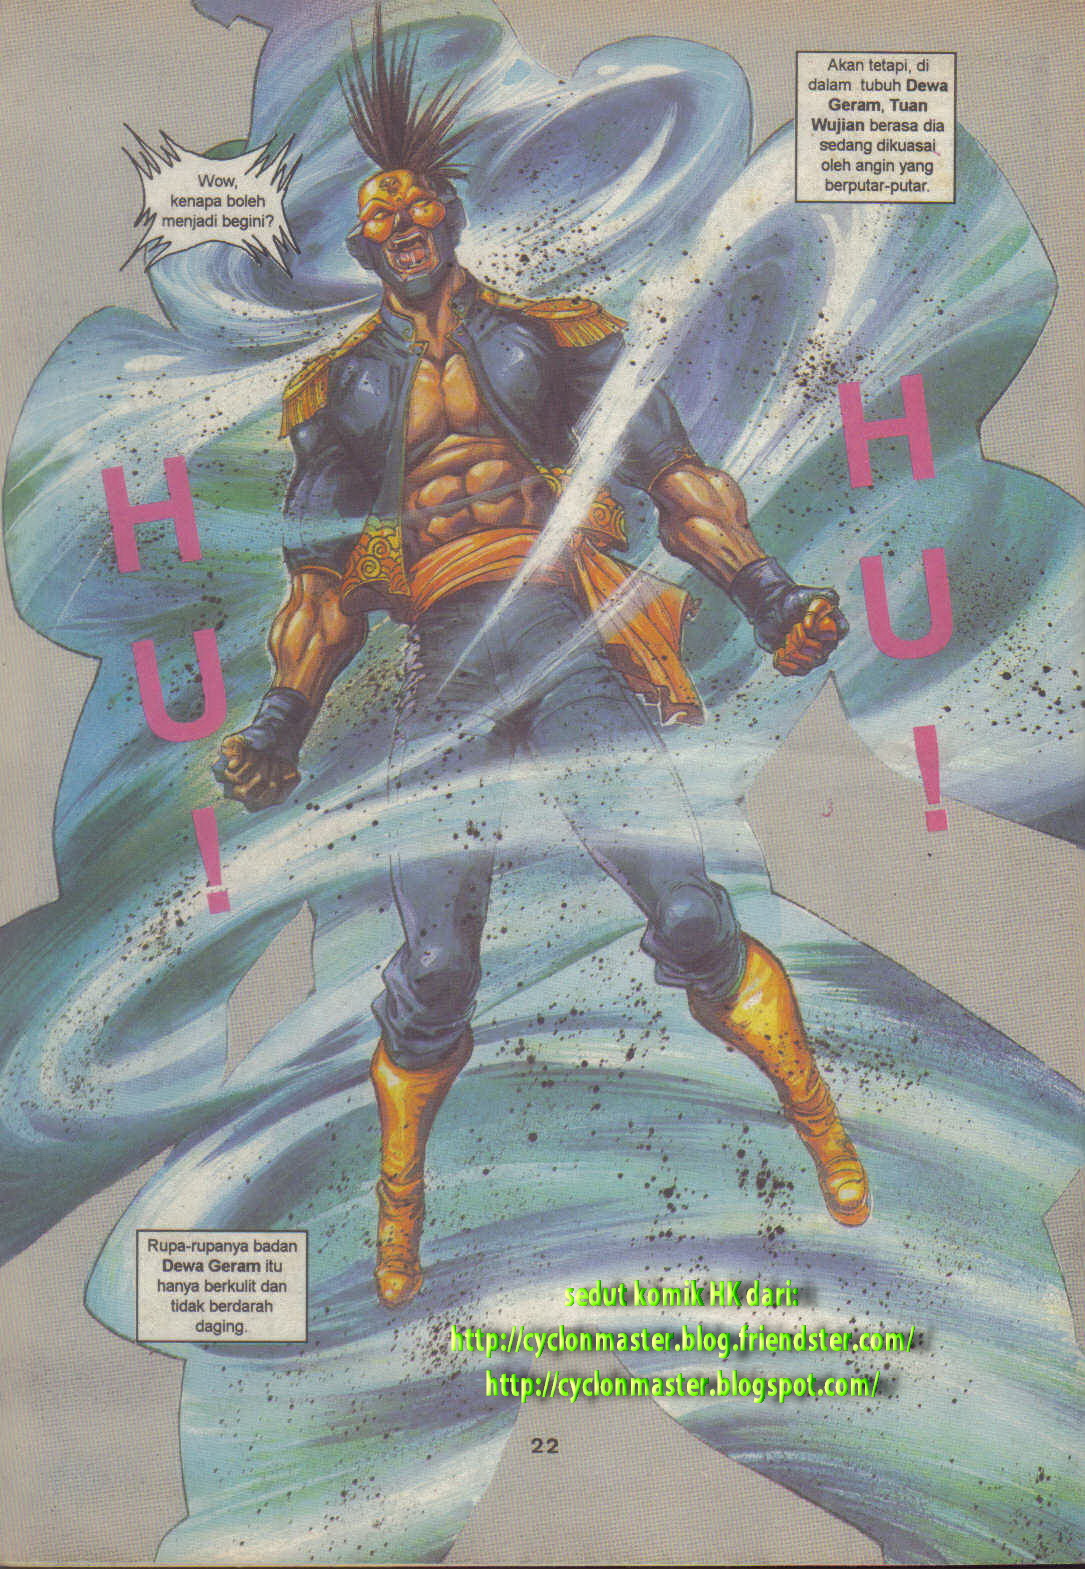 Akan tetapi, di
dalam tubuh Dewa
Geram, Tuan
Wujian berasa dia
sedang dikuasai
oleh angin yang
berputar-putar.
Wow,
kenapa boleh
menjadi begini?
HU!
HU!
Rupa-rupanya badan
Dewa Geram itu
hanya berkulit dan
tidak berdarah
daging.
sedut komik HK dari:
http://cyclonmaster.blog.friendster.com/
http://cyclonmaster.blogspot.com/
22